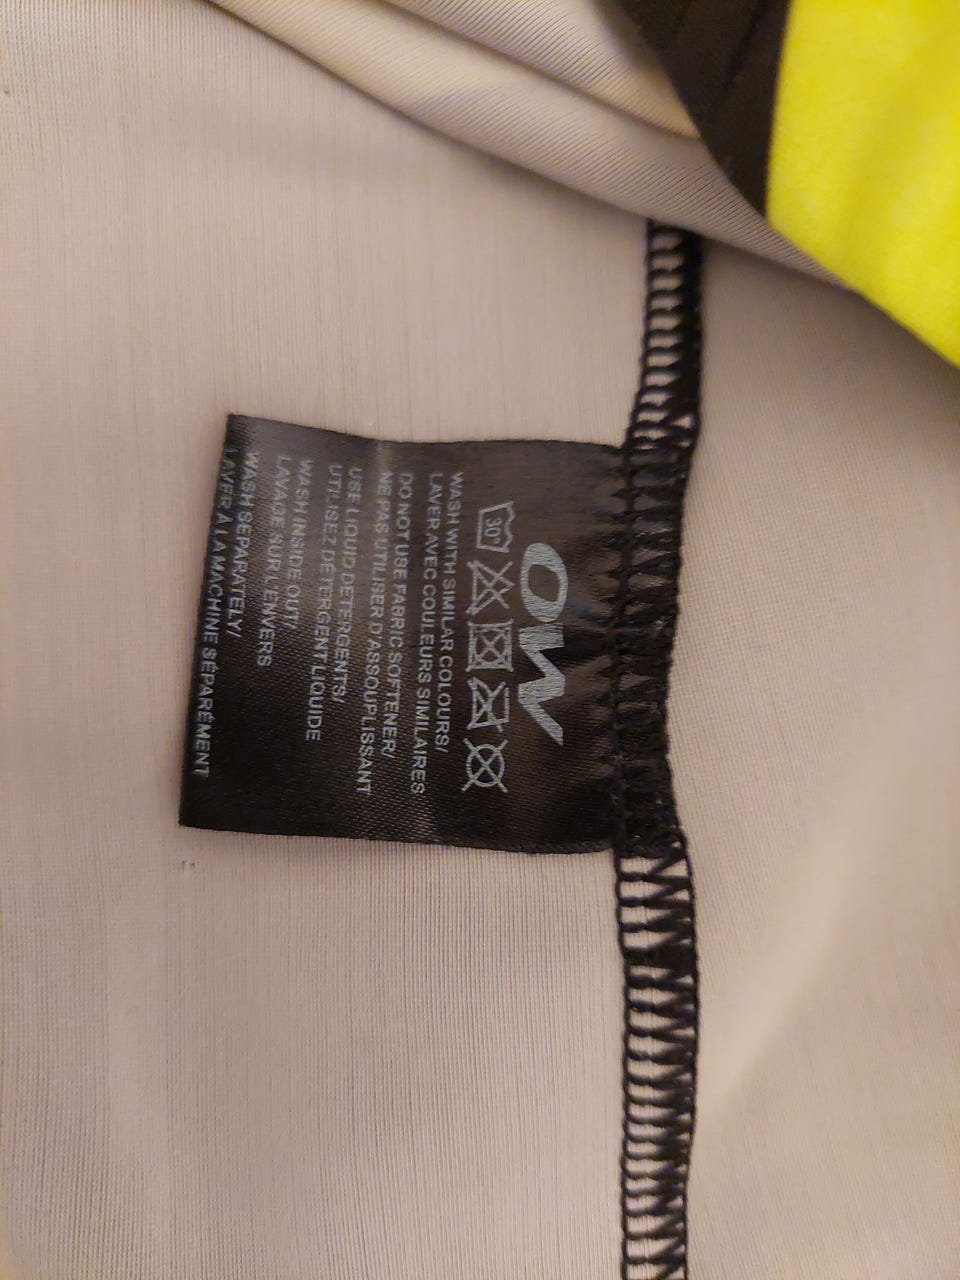 OW
30°
WASH WITH SIMILAR COLOURS/
LAVER AVEC COULEURS SIMILAIRES
DO NOT USE FABRIC SOFTENER/
NE PAS UTILISER D'ASSOUPLISSANT
USE LIQUID DETERGENTS/
UTILISEZ DÉTERGENT LIQUIDE
WASH INSIDE OUT/
LAVAGE SUR L'ENVERS
WASH SEPARATELY/
LAVER À LA MACHINE SÉPARÉMENT